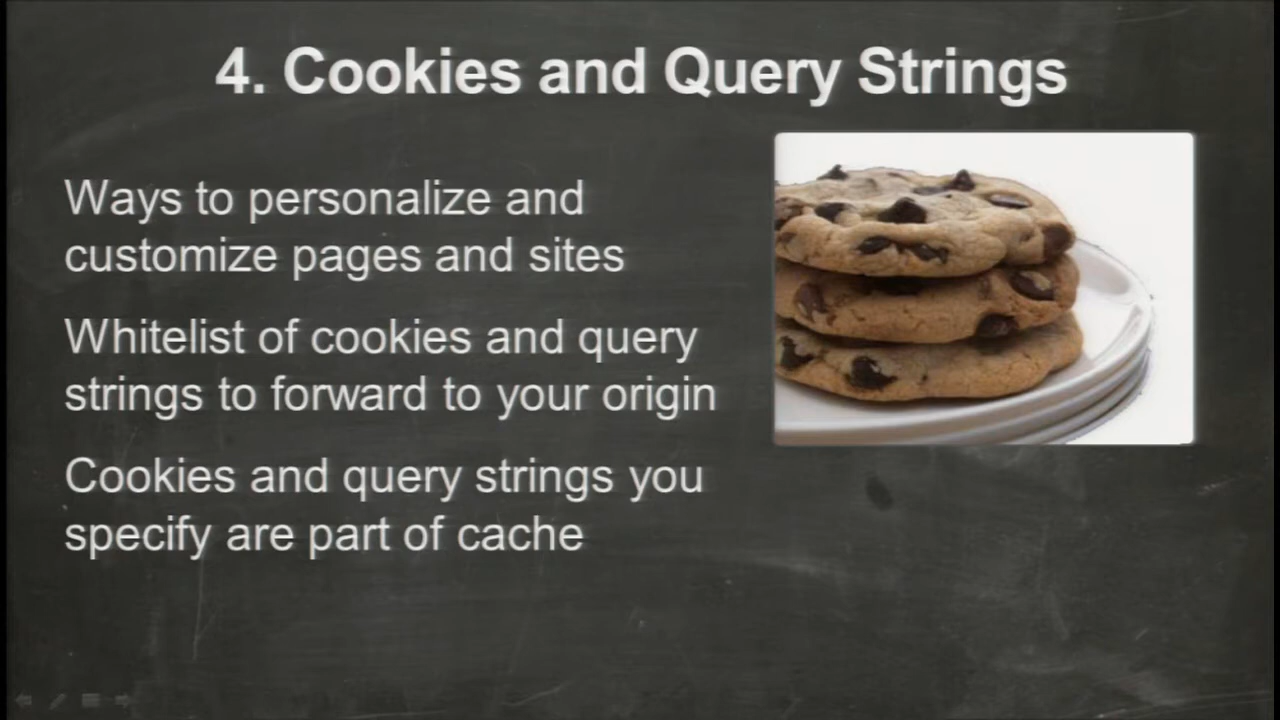 4. Cookies and Query Strings
Ways to personalize and
customize pages and sites
Whitelist of cookies and query
strings to forward to your origin
Cookies and query strings you
specify are part of cache